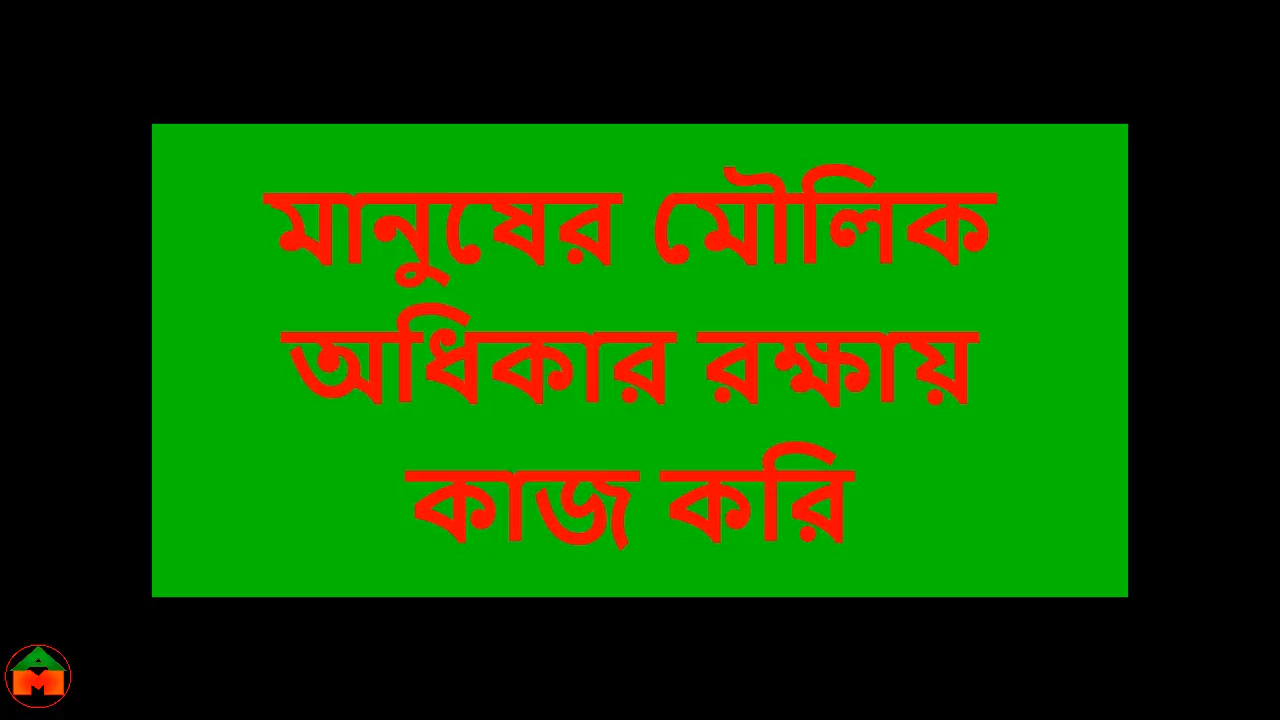 মানুষের মৌলিক
অধিকার রক্ষায়
কাজ করি